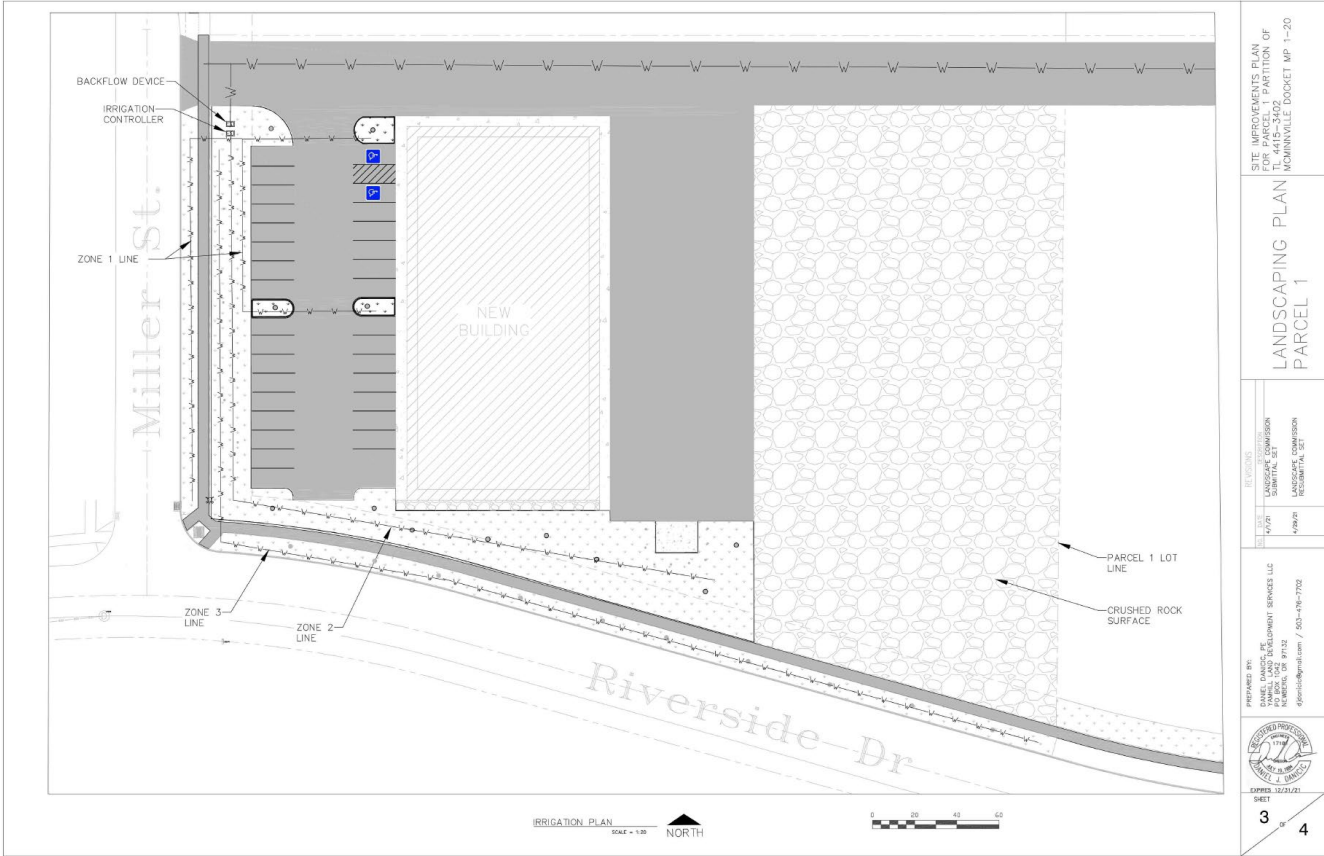 BACKFLOW DEVICE
IRRIGATION
CONTROLLER
ZONE 1 LINE
Miller St.
NEW
BUILDING
ZONE 3
LINE
ZONE 2
LINE
Riverside Dr
PARCEL 1 LOT
LINE
CRUSHED ROCK
SURFACE
IRRIGATION PLAN
SCALE = 1:20
NORTH
0 20 40 60
SITE IMPROVEMENTS PLAN
FOR PARCEL 1 PARTITION OF
TL 4415-3402
MCMINNVILLE DOCKET MP 1-20
LANDSCAPING PLAN
PARCEL 1
REVISIONS
NO. DATE DESCRIPTION
4/1/21 LANDSCAPE COMMISSION
SUBMITTAL SET
4/29/21 LANDSCAPE COMMISSION
RESUBMITTAL SET
PREPARED BY:
DANIEL DANICIC, PE
YAMHILL LAND DEVELOPMENT SERVICES LLC
PO BOX 1042
NEWBERG, OR 97132
djdanicic@gmail.com / 503-476-7702
REGISTERED PROFESSIONAL
ENGINEER
OREGON
DANIEL J. DANICIC
EXPIRES 12/31/21
SHEET
3 OF 4